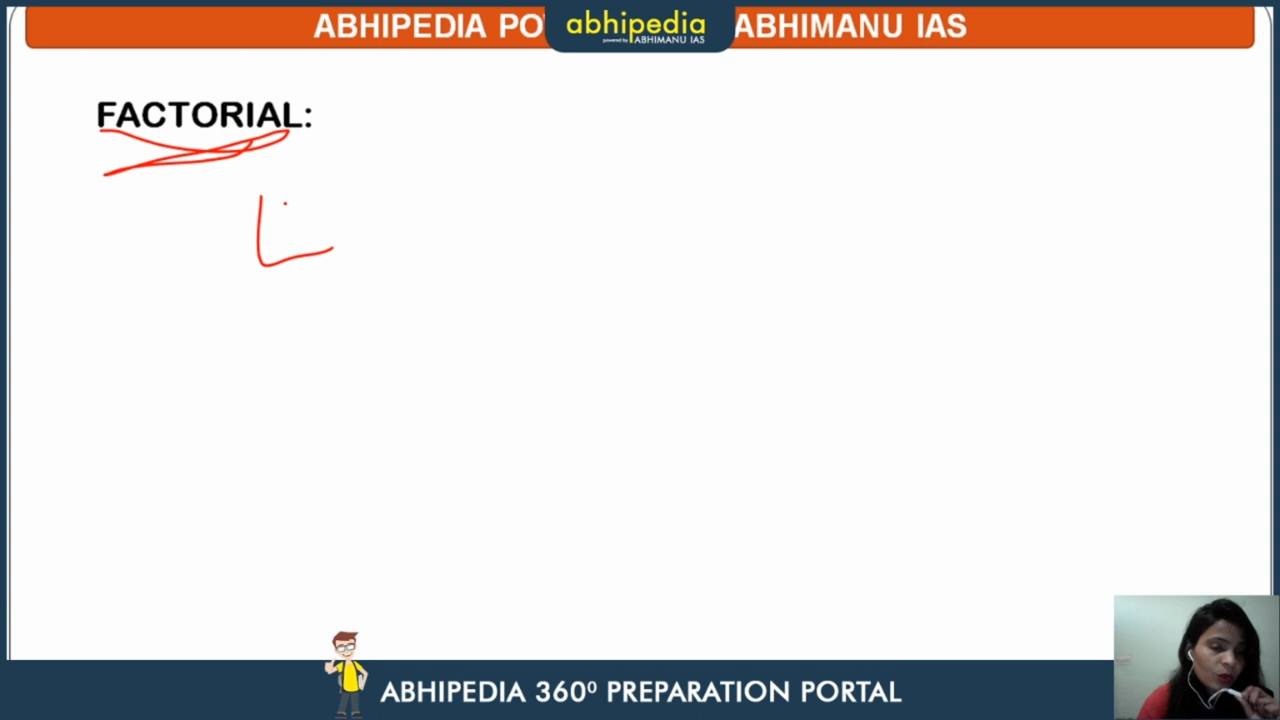 ABHIPEDIA PO
abhipedia
powered by ABHIMANU IAS
ABHIMANU IAS
FACTORIAL:
ABHIPEDIA 360⁰ PREPARATION PORTAL